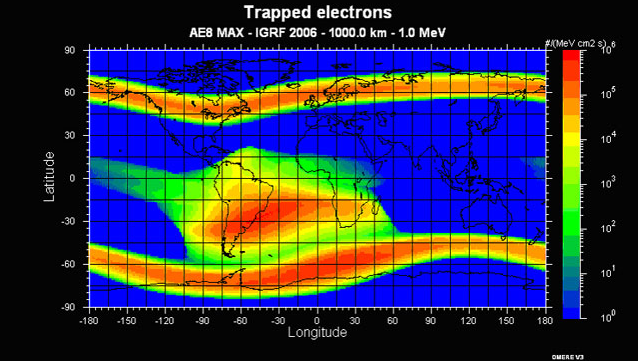 Trapped electrons
AE8 MAX - IGRF 2006 - 1000.0 km - 1.0 MeV
#/(MeV cm2 s)
90
60
30
0
-30
-60
-90
Latitude
-180 -150 -120 -90 -60 -30 0 30 60 90 120 150 180
Longitude
10^6
10^5
10^4
10^3
10^2
10^1
10^0
OMERE V3